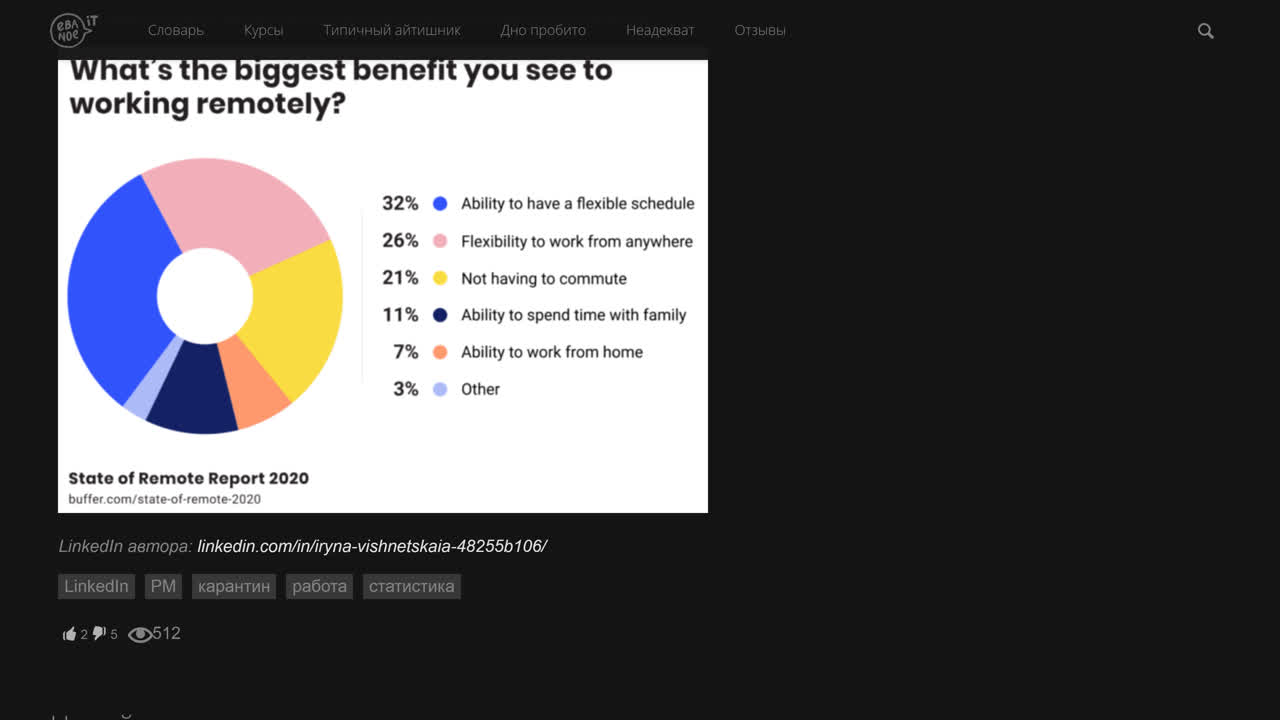 еба iT
ное
Словарь Курсы Типичный айтишник Дно пробито Неадекват Отзывы
What's the biggest benefit you see to
working remotely?
32% Ability to have a flexible schedule
26% Flexibility to work from anywhere
21% Not having to commute
11% Ability to spend time with family
7% Ability to work from home
3% Other
State of Remote Report 2020
buffer.com/state-of-remote-2020
LinkedIn автора: linkedin.com/in/iryna-vishnetskaia-48255b106/
LinkedIn PM карантин работа статистика
2 5 512